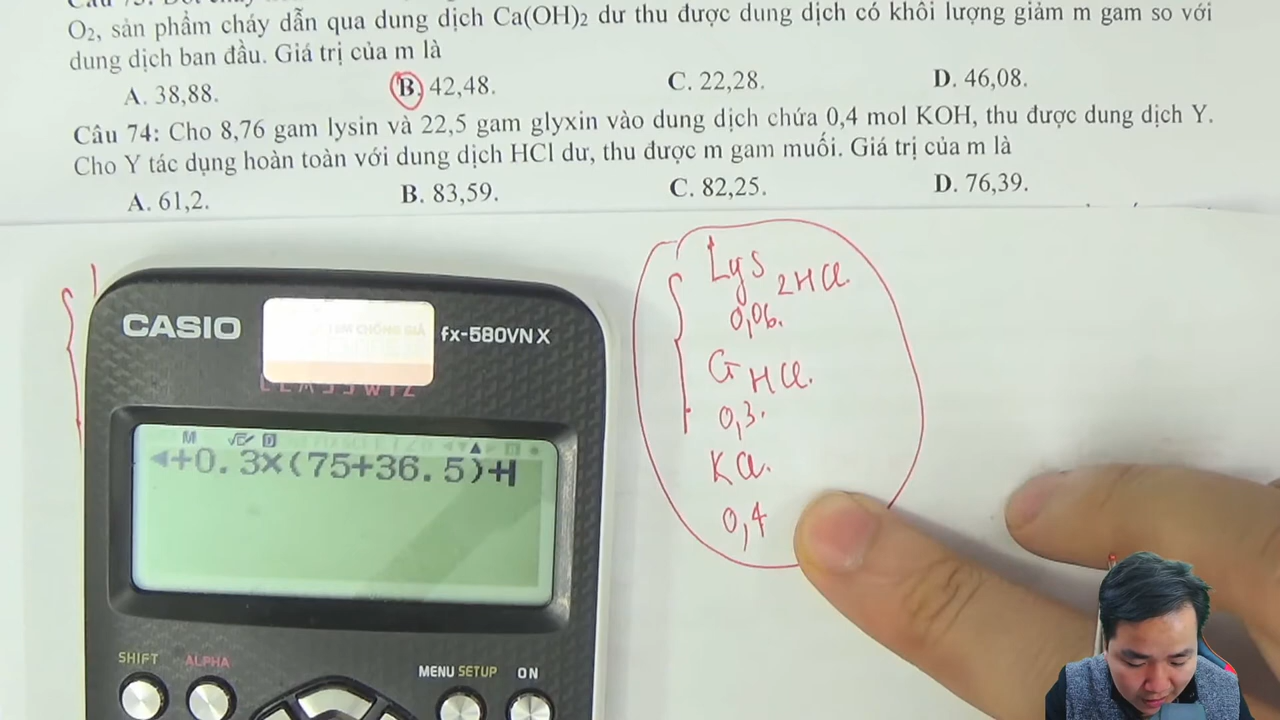 O₂, sản phẩm cháy dẫn qua dung dịch Ca(OH)₂ dư thu được dung dịch có khối lượng giảm m gam so với
dung dịch ban đầu. Giá trị của m là
A. 38,88. B. 42,48. C. 22,28. D. 46,08.
Câu 74: Cho 8,76 gam lysin và 22,5 gam glyxin vào dung dịch chứa 0,4 mol KOH, thu được dung dịch Y.
Cho Y tác dụng hoàn toàn với dung dịch HCl dư, thu được m gam muối. Giá trị của m là
A. 61,2. B. 83,59. C. 82,25. D. 76,39.
Lys 2HCl.
0,06.
G HCl.
0,3.
KCl.
0,4
CASIO fx-580VN X
CLASSWIZ
M
+0.3×(75+36.5)+
SHIFT ALPHA MENU SETUP ON